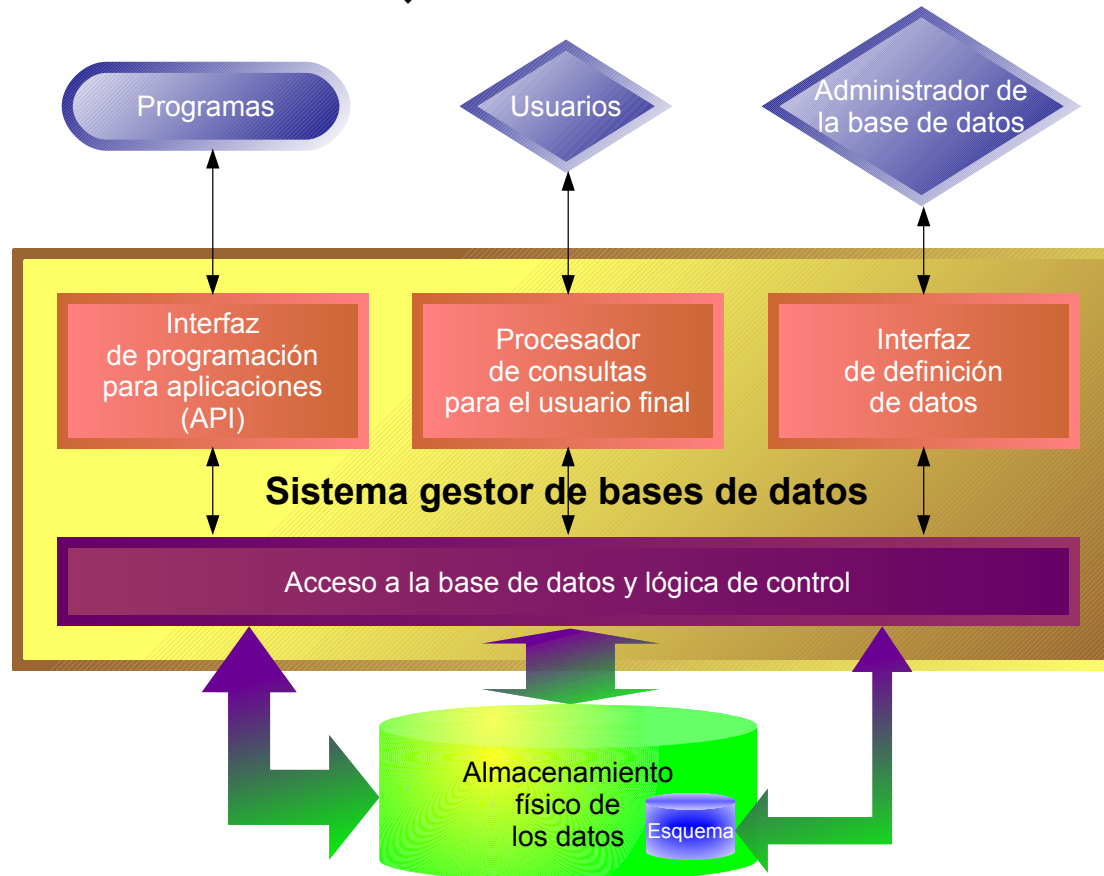 Programas
Usuarios
Administrador de
la base de datos
Interfaz
de programación
para aplicaciones
(API)
Procesador
de consultas
para el usuario final
Interfaz
de definición
de datos
Sistema gestor de bases de datos
Acceso a la base de datos y lógica de control
Almacenamiento
físico de
los datos
Esquema